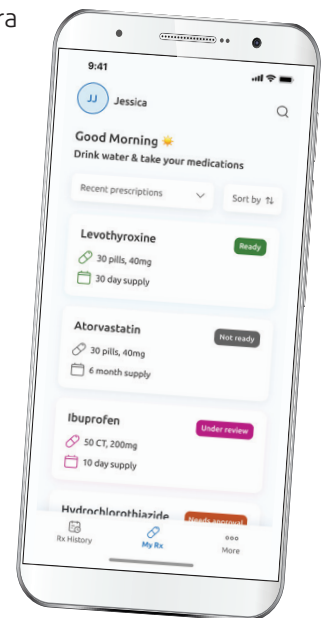 ra
9:41
JJ Jessica
Good Morning
Drink water & take your medications
Recent prescriptions Sort by
Levothyroxine Ready
30 pills, 40mg
30 day supply
Atorvastatin Not ready
30 pills, 40mg
6 month supply
Ibuprofen Under review
50 CT, 200mg
10 day supply
Hydrochlorothiazide Needs approval
Rx History My Rx More